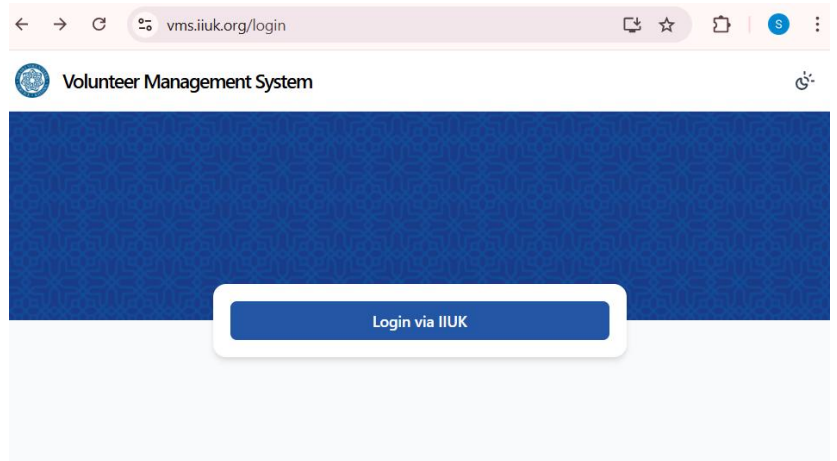 vms.iiuk.org/login
S
Volunteer Management System
Login via IIUK